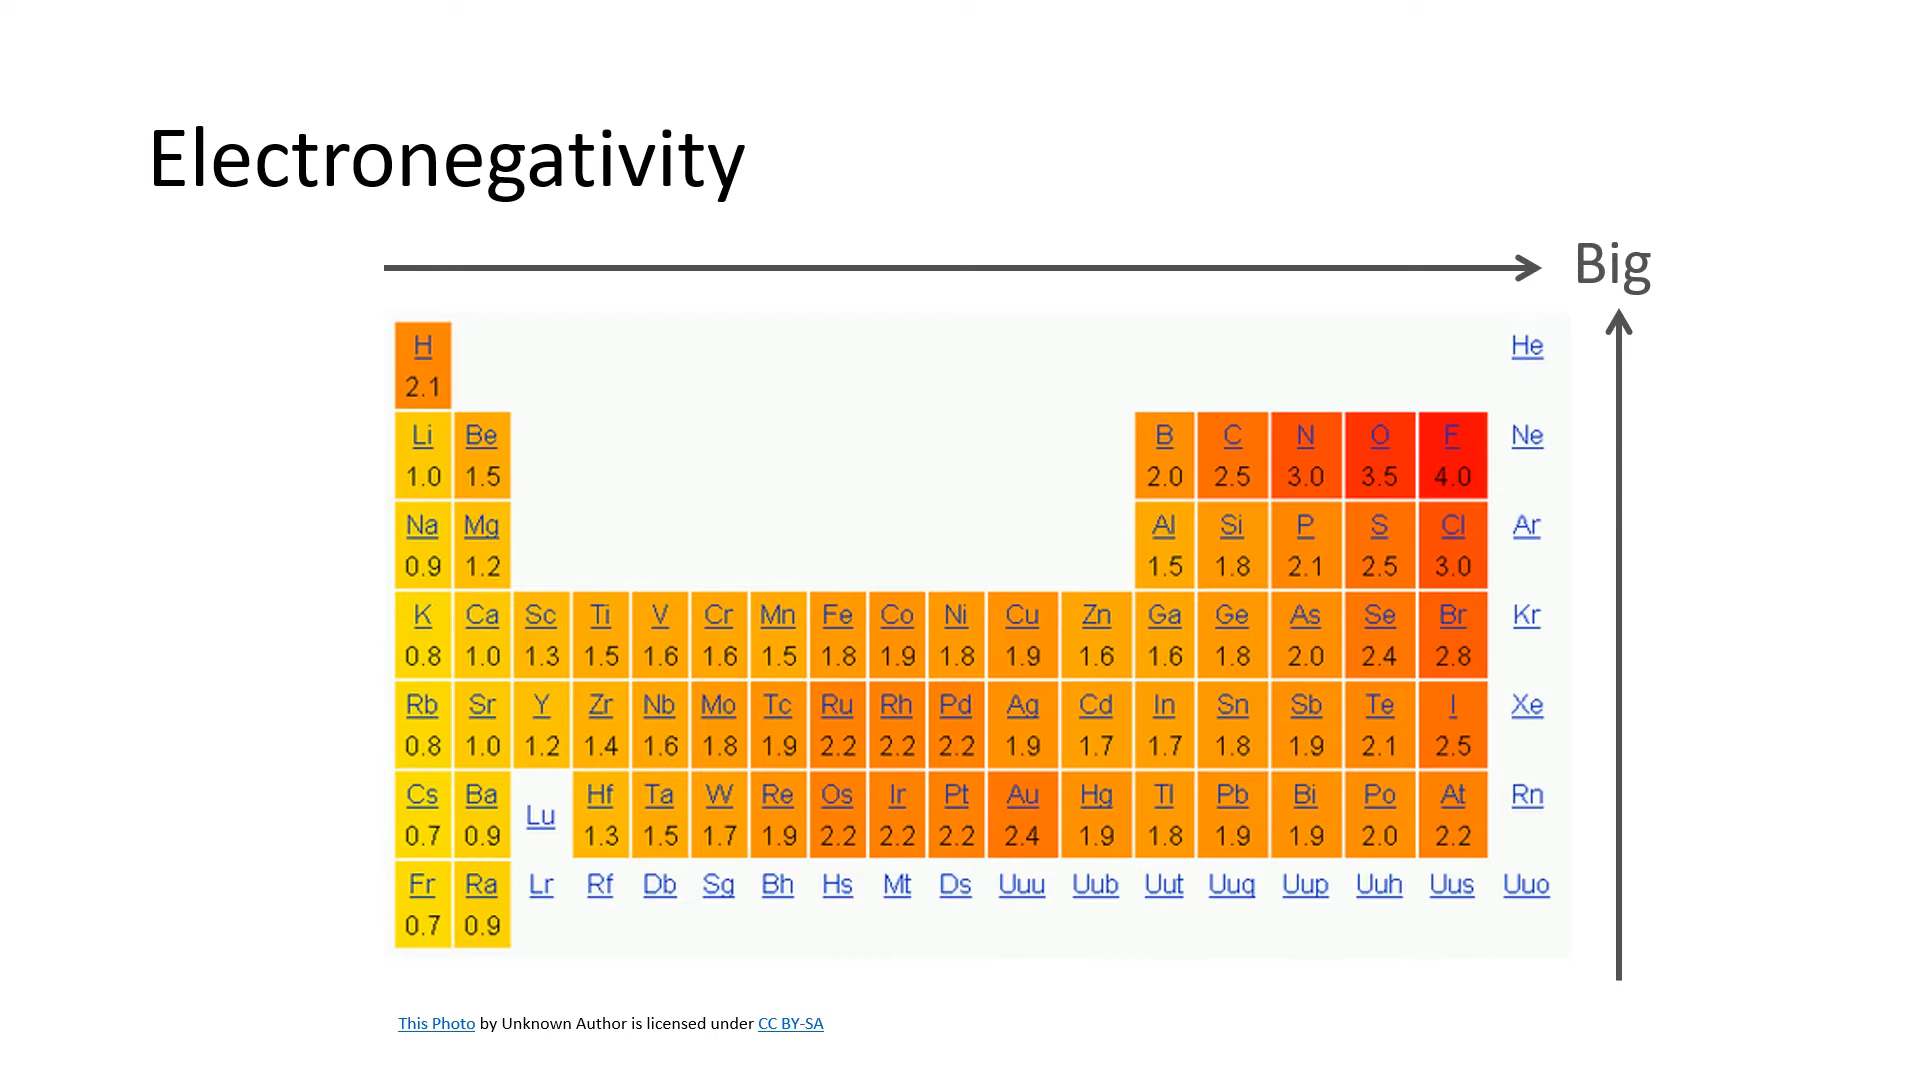 Electronegativity
Big
H He
2.1
Li Be B C N O F Ne
1.0 1.5 2.0 2.5 3.0 3.5 4.0
Na Mg Al Si P S Cl Ar
0.9 1.2 1.5 1.8 2.1 2.5 3.0
K Ca Sc Ti V Cr Mn Fe Co Ni Cu Zn Ga Ge As Se Br Kr
0.8 1.0 1.3 1.5 1.6 1.6 1.5 1.8 1.9 1.8 1.9 1.6 1.6 1.8 2.0 2.4 2.8
Rb Sr Y Zr Nb Mo Tc Ru Rh Pd Ag Cd In Sn Sb Te I Xe
0.8 1.0 1.2 1.4 1.6 1.8 1.9 2.2 2.2 2.2 1.9 1.7 1.7 1.8 1.9 2.1 2.5
Cs Ba Lu Hf Ta W Re Os Ir Pt Au Hg Tl Pb Bi Po At Rn
0.7 0.9 1.3 1.5 1.7 1.9 2.2 2.2 2.2 2.4 1.9 1.8 1.9 1.9 2.0 2.2
Fr Ra Lr Rf Db Sg Bh Hs Mt Ds Uuu Uub Uut Uuq Uup Uuh Uus Uuo
0.7 0.9
This Photo by Unknown Author is licensed under CC BY-SA